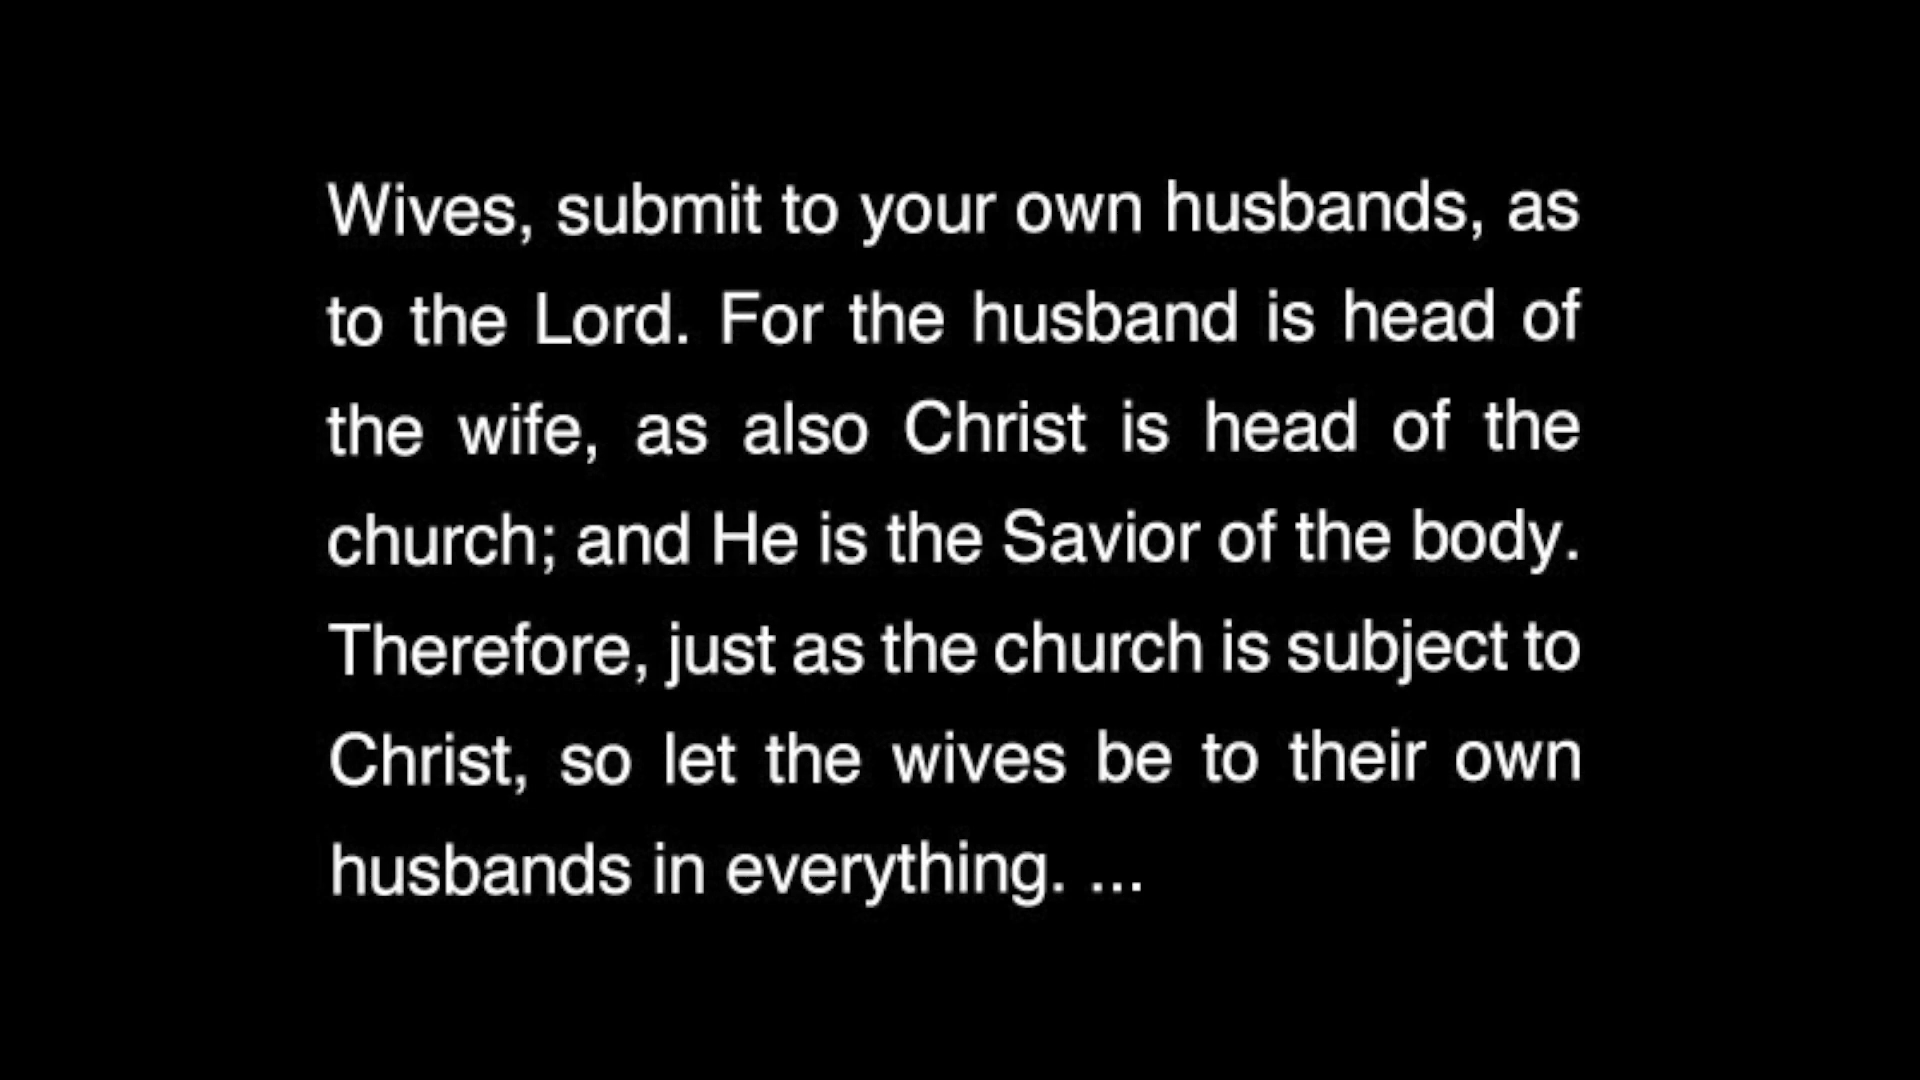 Wives, submit to your own husbands, as
to the Lord. For the husband is head of
the wife, as also Christ is head of the
church; and He is the Savior of the body.
Therefore, just as the church is subject to
Christ, so let the wives be to their own
husbands in everything. ...